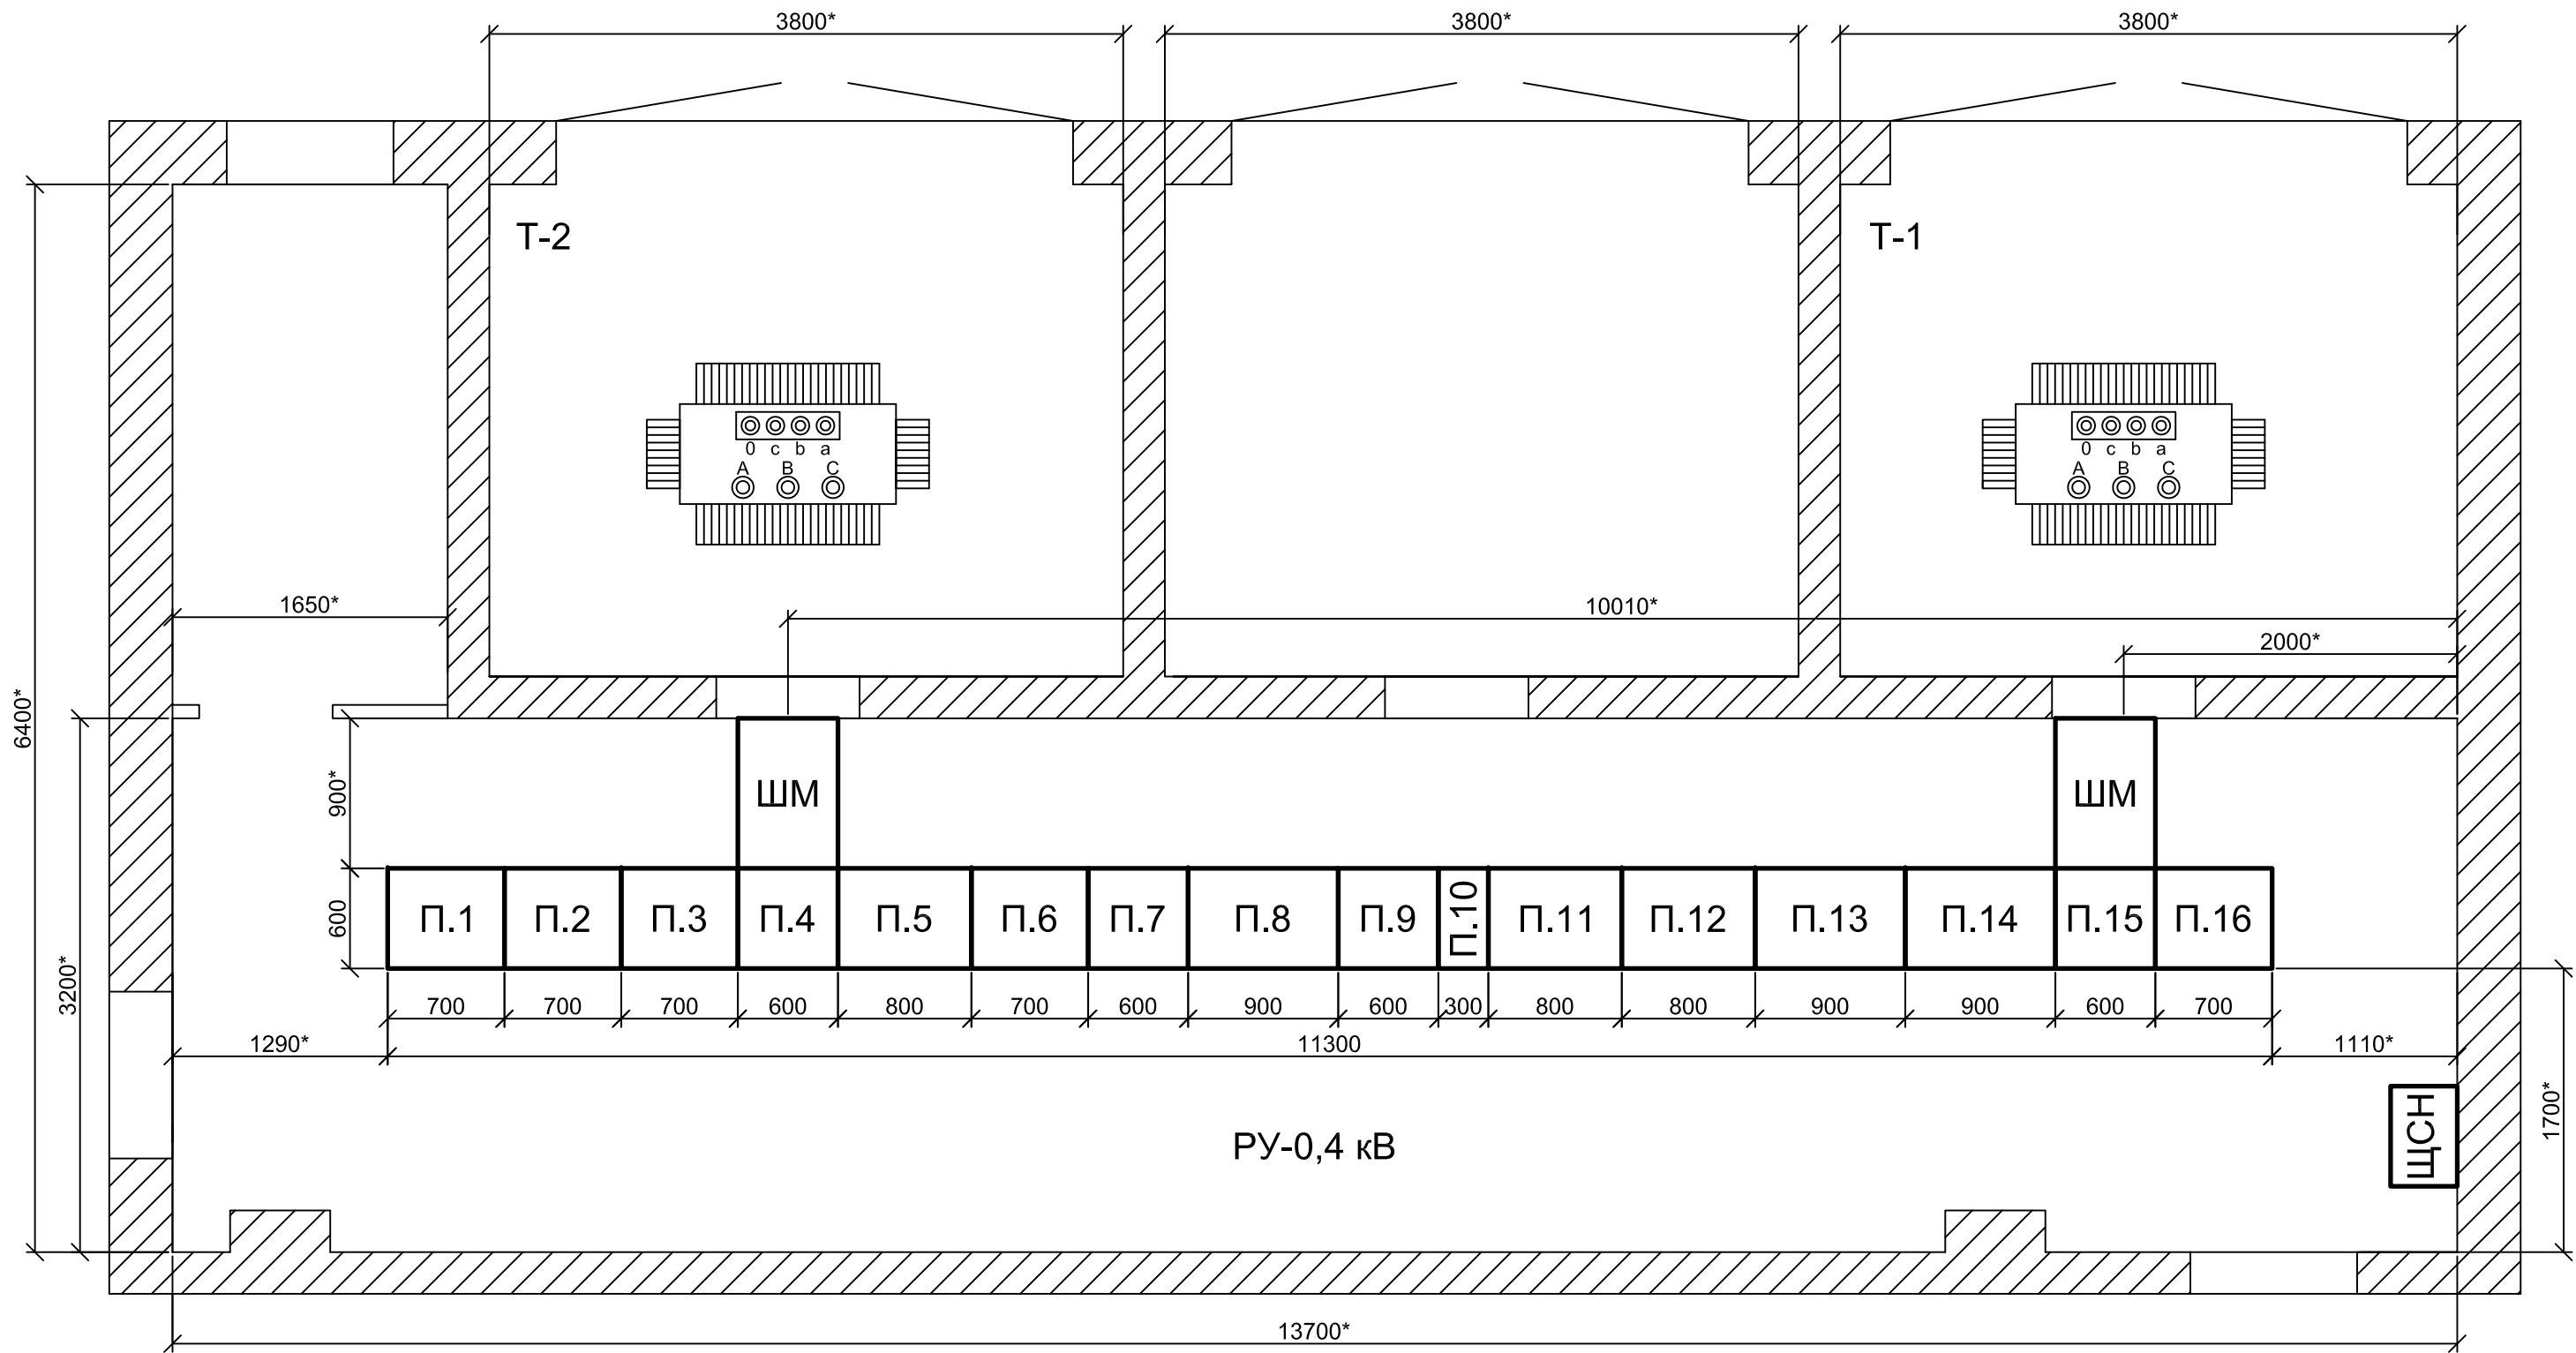 3800* 3800* 3800*
Т-2 Т-1
0 c b a 0 c b a
A B C A B C
1650* 10010*
2000*
6400*
3200*
900*
ШМ ШМ
600
П.1 П.2 П.3 П.4 П.5 П.6 П.7 П.8 П.9 П.10 П.11 П.12 П.13 П.14 П.15 П.16
700 700 700 600 800 700 600 900 600 300 800 800 900 900 600 700
1290* 11300 1110*
1700*
ЩСН
РУ-0,4 кВ
13700*